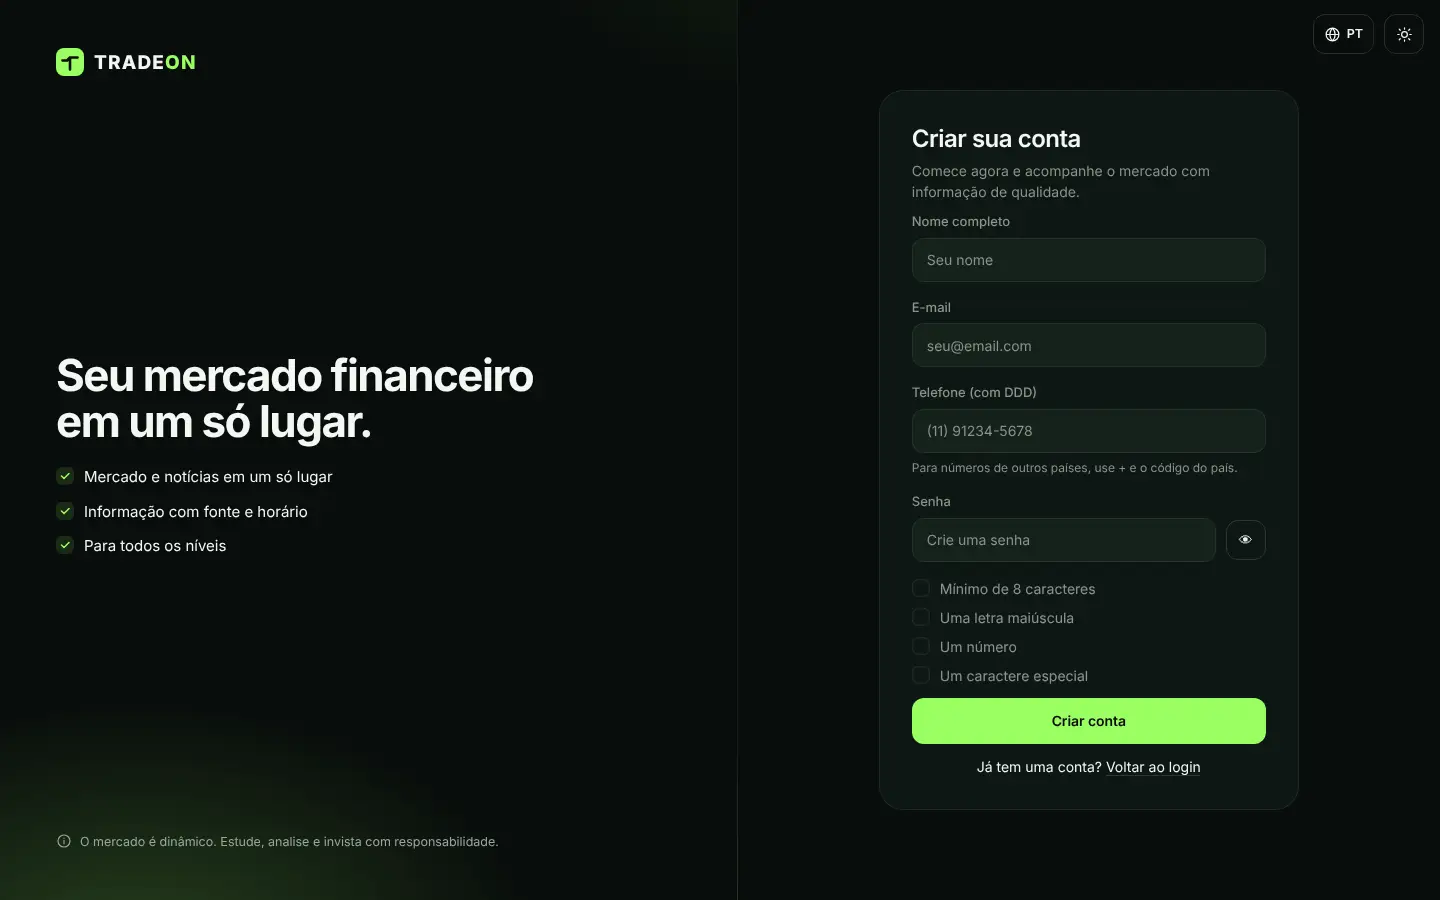 TRADEON
PT
Seu mercado financeiro
em um só lugar.
Mercado e notícias em um só lugar
Informação com fonte e horário
Para todos os níveis
O mercado é dinâmico. Estude, analise e invista com responsabilidade.
Criar sua conta
Comece agora e acompanhe o mercado com
informação de qualidade.
Nome completo
Seu nome
E-mail
seu@email.com
Telefone (com DDD)
(11) 91234-5678
Para números de outros países, use + e o código do país.
Senha
Crie uma senha
Mínimo de 8 caracteres
Uma letra maiúscula
Um número
Um caractere especial
Criar conta
Já tem uma conta? Voltar ao login